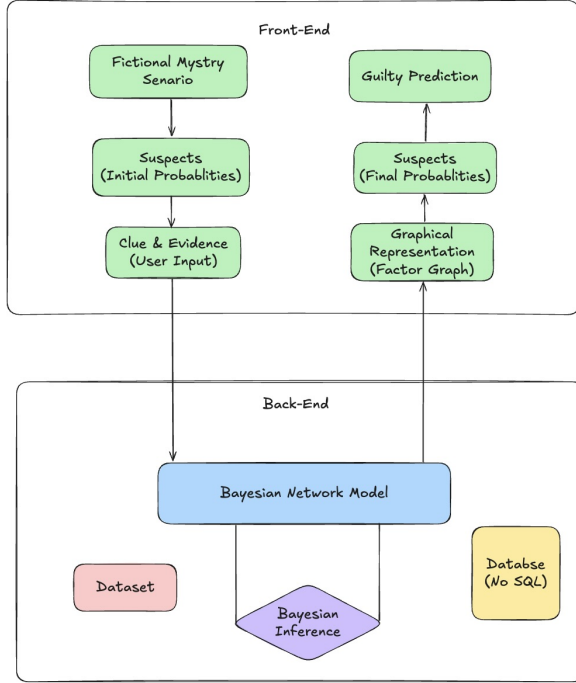 Front-End
Fictional Mystry
Senario
Suspects
(Initial Probablities)
Clue & Evidence
(User Input)
Guilty Prediction
Suspects
(Final Probablities)
Graphical
Representation
(Factor Graph)
Back-End
Bayesian Network Model
Dataset
Bayesian
Inference
Databse
(No SQL)